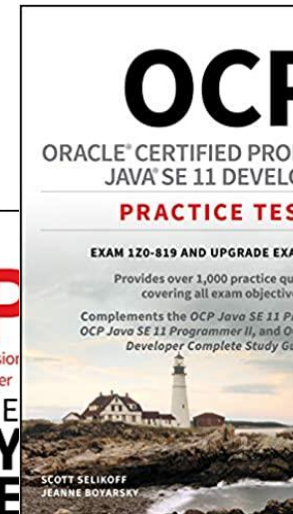 OCP
ORACLE® CERTIFIED PRO
JAVA® SE 11 DEVELO
PRACTICE TES
EXAM 1Z0-819 AND UPGRADE EXA
Provides over 1,000 practice qu
covering all exam objective
Complements the OCP Java SE 11 P
OCP Java SE 11 Programmer II, and O
Developer Complete Study Gu
SCOTT SELIKOFF
JEANNE BOYARSKY
P
sion
er
E
Y
E